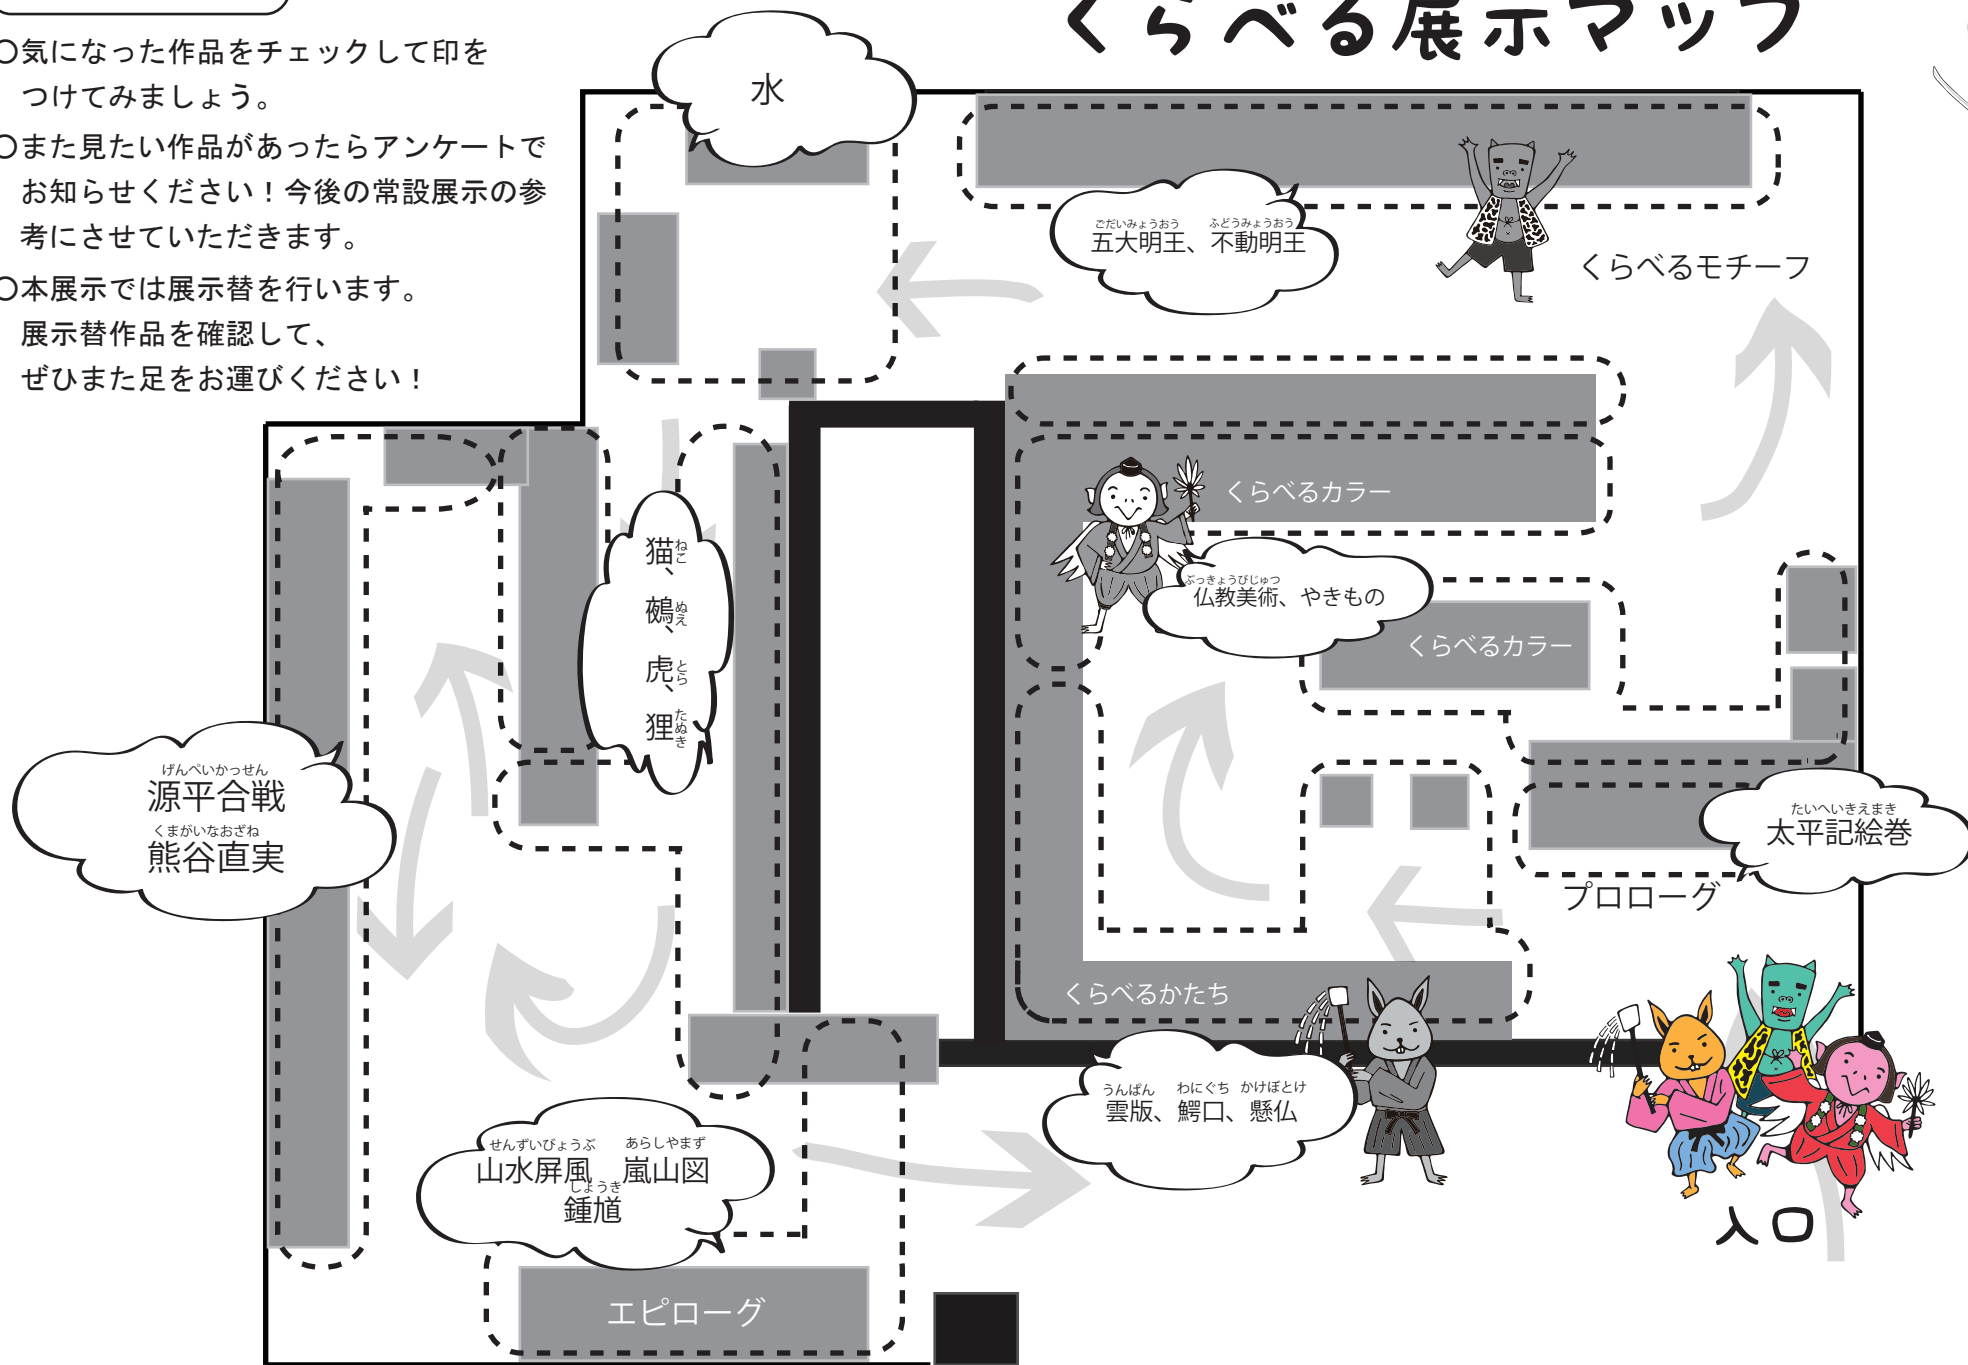 くらべる展示マップ
○気になった作品をチェックして印を
つけてみましょう。
○また見たい作品があったらアンケートで
お知らせください！今後の常設展示の参
考にさせていただきます。
○本展示では展示替を行います。
展示替作品を確認して、
ぜひまた足をお運びください！
水
ごだいみょうおう ふどうみょうおう
五大明王、不動明王
くらべるモチーフ
くらべるカラー
ぶっきょうびじゅつ
仏教美術、やきもの
くらべるカラー
猫、鵺、虎、狸
ねこ ぬえ とら たぬき
げんぺいかっせん
源平合戦
くまがいなおざね
熊谷直実
たいへいきえまき
太平記絵巻
プロローグ
くらべるかたち
うんぱん わにぐち かけぼとけ
雲版、鰐口、懸仏
せんずいびょうぶ あらしやまず
山水屏風 嵐山図
しょうき
鍾馗
入口
エピローグ